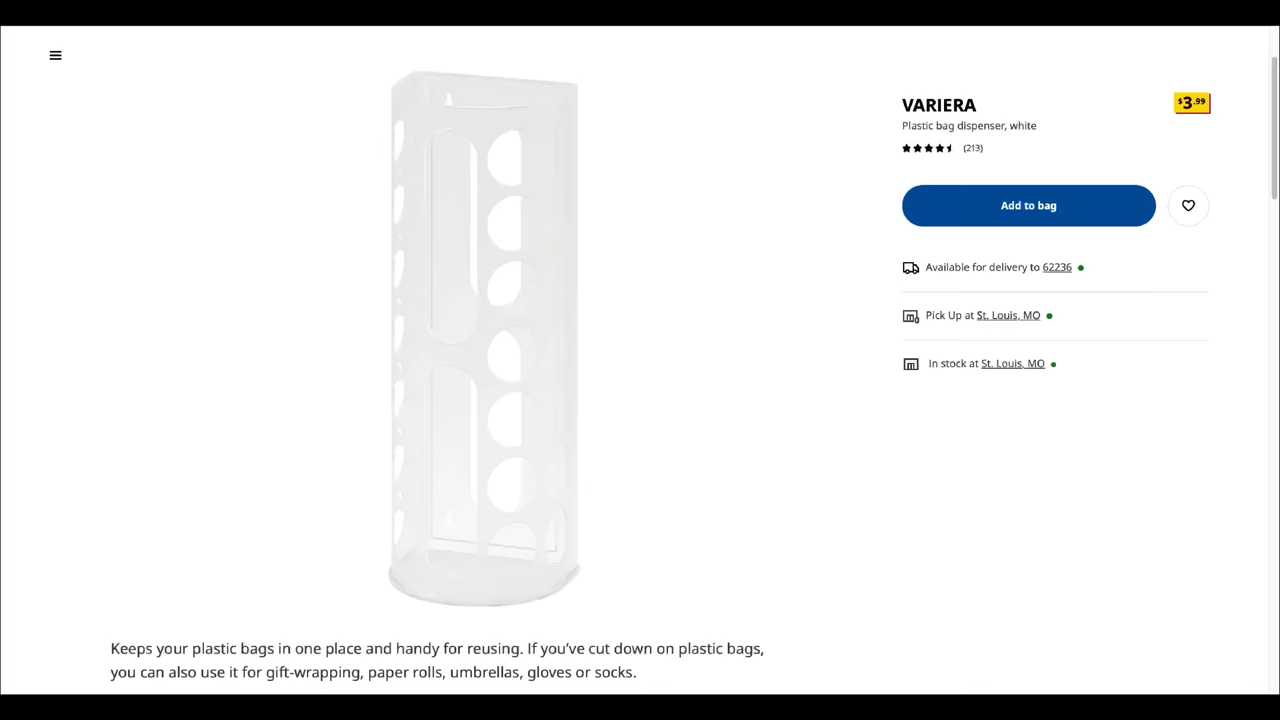 VARIERA
$3.99
Plastic bag dispenser, white
(213)
Add to bag
Available for delivery to 62236
Pick Up at St. Louis, MO
In stock at St. Louis, MO
Keeps your plastic bags in one place and handy for reusing. If you’ve cut down on plastic bags,
you can also use it for gift-wrapping, paper rolls, umbrellas, gloves or socks.